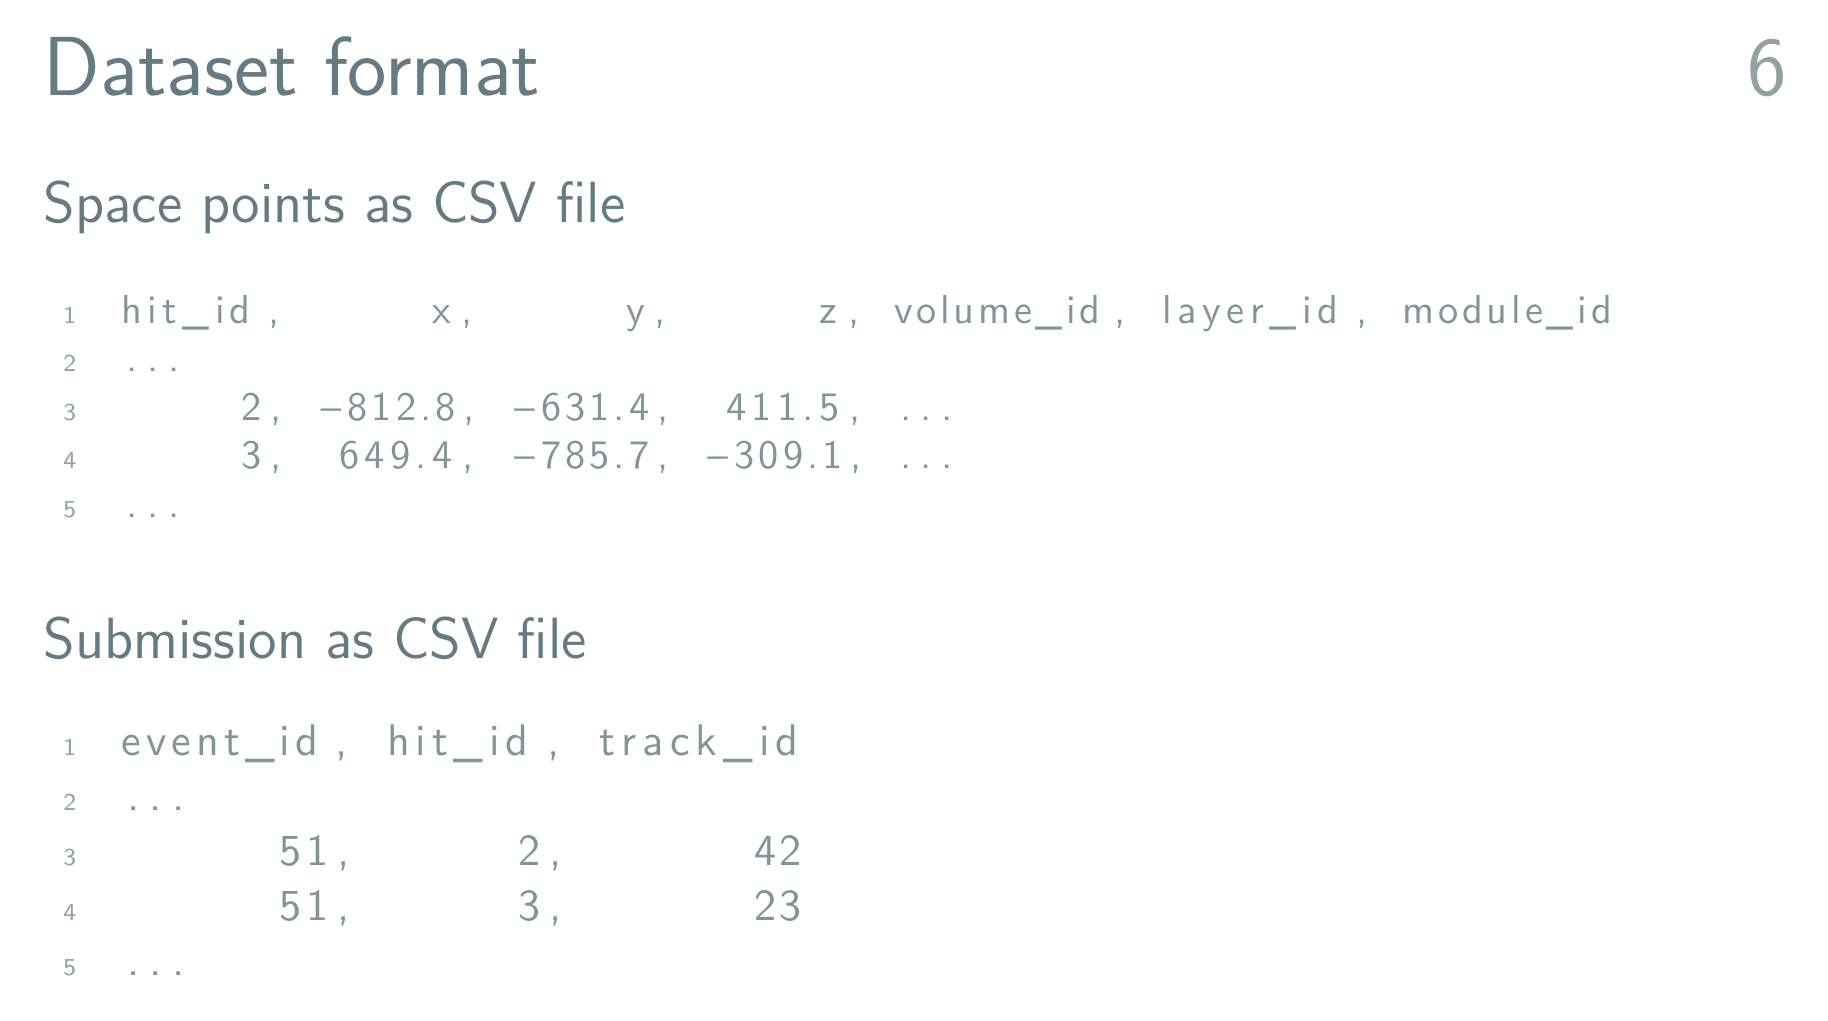 Dataset format 6
Space points as CSV file
1 hit_id, x, y, z, volume_id, layer_id, module_id
2 ...
3 2, −812.8, −631.4, 411.5, ...
4 3, 649.4, −785.7, −309.1, ...
5 ...
Submission as CSV file
1 event_id, hit_id, track_id
2 ...
3 51, 2, 42
4 51, 3, 23
5 ...